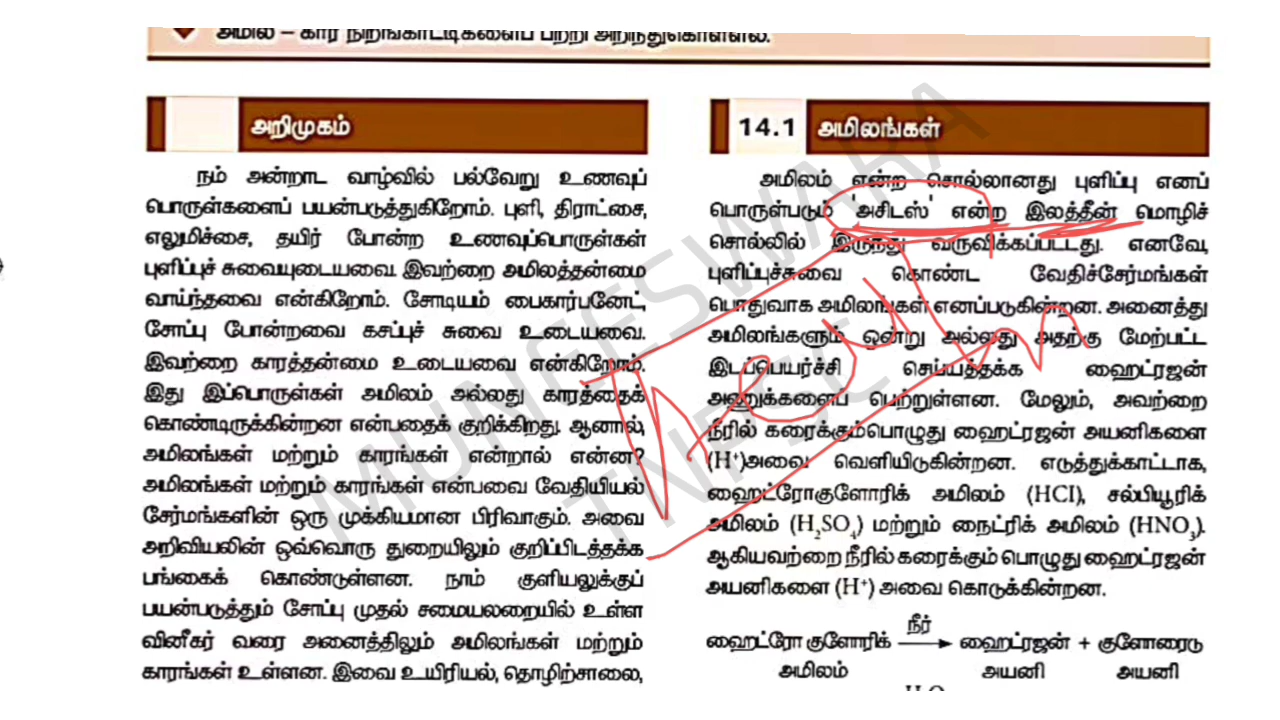 அமில – கார நிறங்காட்டிகளைப் பற்றி அறிந்துகொள்ளல்.
அறிமுகம்
நம் அன்றாட வாழ்வில் பல்வேறு உணவுப்
பொருள்களைப் பயன்படுத்துகிறோம். புளி, திராட்சை,
எலுமிச்சை, தயிர் போன்ற உணவுப்பொருள்கள்
புளிப்புச் சுவையுடையவை. இவற்றை அமிலத்தன்மை
வாய்ந்தவை என்கிறோம். சோடியம் பைகார்பனேட்,
சோப்பு போன்றவை கசப்புச் சுவை உடையவை.
இவற்றை காரத்தன்மை உடையவை என்கிறோம்.
இது இப்பொருள்கள் அமிலம் அல்லது காரத்தைக்
கொண்டிருக்கின்றன என்பதைக் குறிக்கிறது. ஆனால்,
அமிலங்கள் மற்றும் காரங்கள் என்றால் என்ன?
அமிலங்கள் மற்றும் காரங்கள் என்பவை வேதியியல்
சேர்மங்களின் ஒரு முக்கியமான பிரிவாகும். அவை
அறிவியலின் ஒவ்வொரு துறையிலும் குறிப்பிடத்தக்க
பங்கைக் கொண்டுள்ளன. நாம் குளியலுக்குப்
பயன்படுத்தும் சோப்பு முதல் சமையலறையில் உள்ள
வினீகர் வரை அனைத்திலும் அமிலங்கள் மற்றும்
காரங்கள் உள்ளன. இவை உயிரியல், தொழிற்சாலை,
14.1 அமிலங்கள்
அமிலம் என்ற சொல்லானது புளிப்பு எனப்
பொருள்படும் 'அசிடஸ்' என்ற இலத்தீன் மொழிச்
சொல்லில் இருந்து வருவிக்கப்பட்டது. எனவே,
புளிப்புச்சுவை கொண்ட வேதிச்சேர்மங்கள்
பொதுவாக அமிலங்கள் எனப்படுகின்றன. அனைத்து
அமிலங்களும் ஒன்று அல்லது அதற்கு மேற்பட்ட
இடப்பெயர்ச்சி செய்யத்தக்க ஹைட்ரஜன்
அணுக்களைப் பெற்றுள்ளன. மேலும், அவற்றை
நீரில் கரைக்கும்பொழுது ஹைட்ரஜன் அயனிகளை
(H⁺)அவை வெளியிடுகின்றன. எடுத்துக்காட்டாக,
ஹைட்ரோகுளோரிக் அமிலம் (HCl), சல்பியூரிக்
அமிலம் (H₂SO₄) மற்றும் நைட்ரிக் அமிலம் (HNO₃).
ஆகியவற்றை நீரில் கரைக்கும் பொழுது ஹைட்ரஜன்
அயனிகளை (H⁺) அவை கொடுக்கின்றன.
நீர்
ஹைட்ரோ குளோரிக் → ஹைட்ரஜன் + குளோரைடு
அமிலம் அயனி அயனி
H₂O
MUNEESWARA
TNPSC